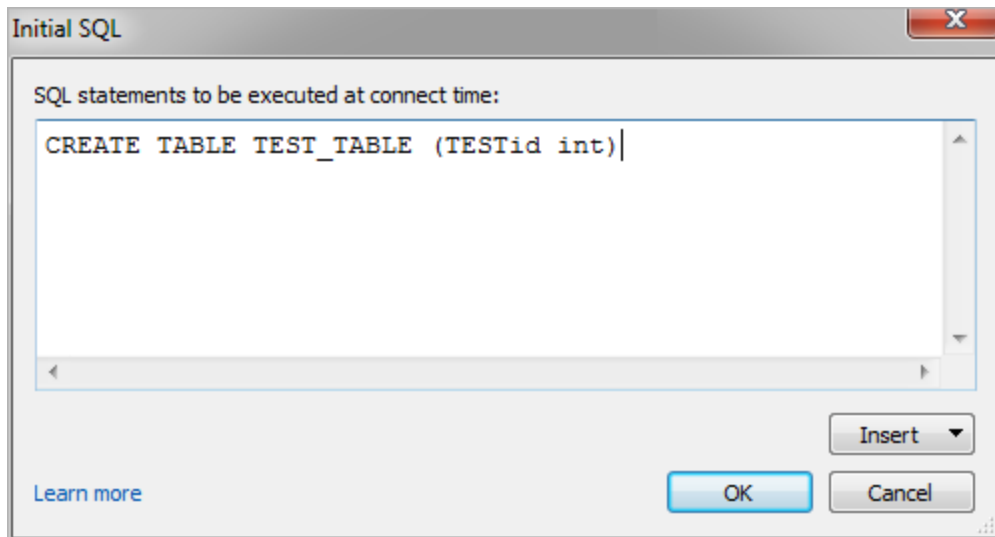 Initial SQL
SQL statements to be executed at connect time:
CREATE TABLE TEST_TABLE (TESTid int)
Insert
Learn more
OK
Cancel